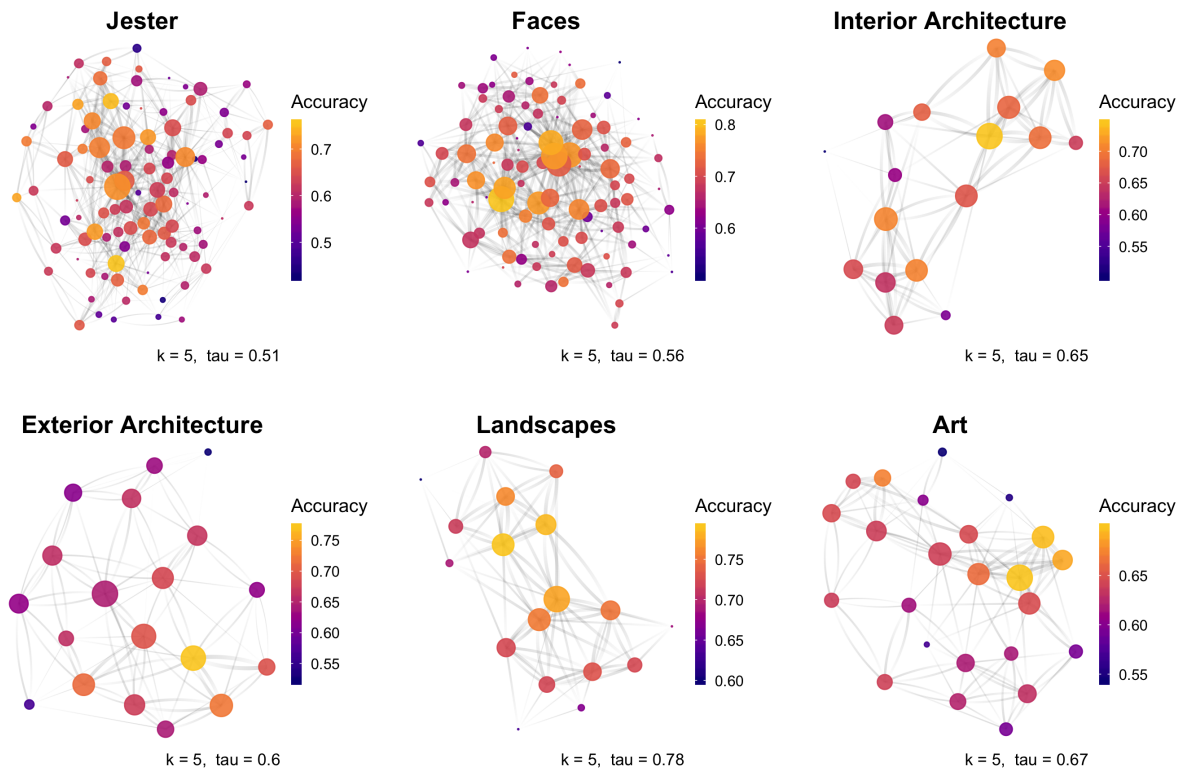 Jester
Accuracy
0.7
0.6
0.5
k = 5,  tau = 0.51
Faces
Accuracy
0.8
0.7
0.6
k = 5,  tau = 0.56
Interior Architecture
Accuracy
0.70
0.65
0.60
0.55
k = 5,  tau = 0.65
Exterior Architecture
Accuracy
0.75
0.70
0.65
0.60
0.55
k = 5,  tau = 0.6
Landscapes
Accuracy
0.75
0.70
0.65
0.60
k = 5,  tau = 0.78
Art
Accuracy
0.65
0.60
0.55
k = 5,  tau = 0.67